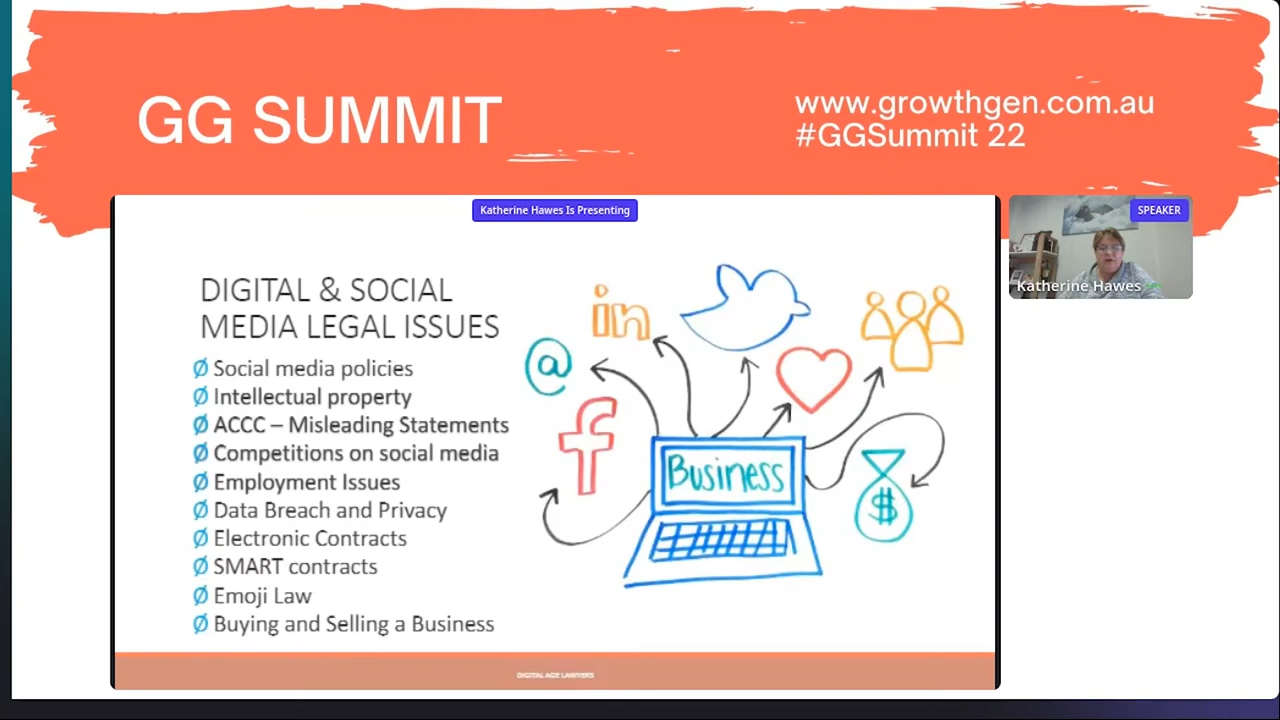 GG SUMMIT
www.growthgen.com.au
#GGSummit 22
Katherine Hawes Is Presenting
SPEAKER
Katherine Hawes
DIGITAL & SOCIAL
MEDIA LEGAL ISSUES
Ø Social media policies
Ø Intellectual property
Ø ACCC – Misleading Statements
Ø Competitions on social media
Ø Employment Issues
Ø Data Breach and Privacy
Ø Electronic Contracts
Ø SMART contracts
Ø Emoji Law
Ø Buying and Selling a Business
@
in
f
Business
$
DIGITAL AGE LAWYERS